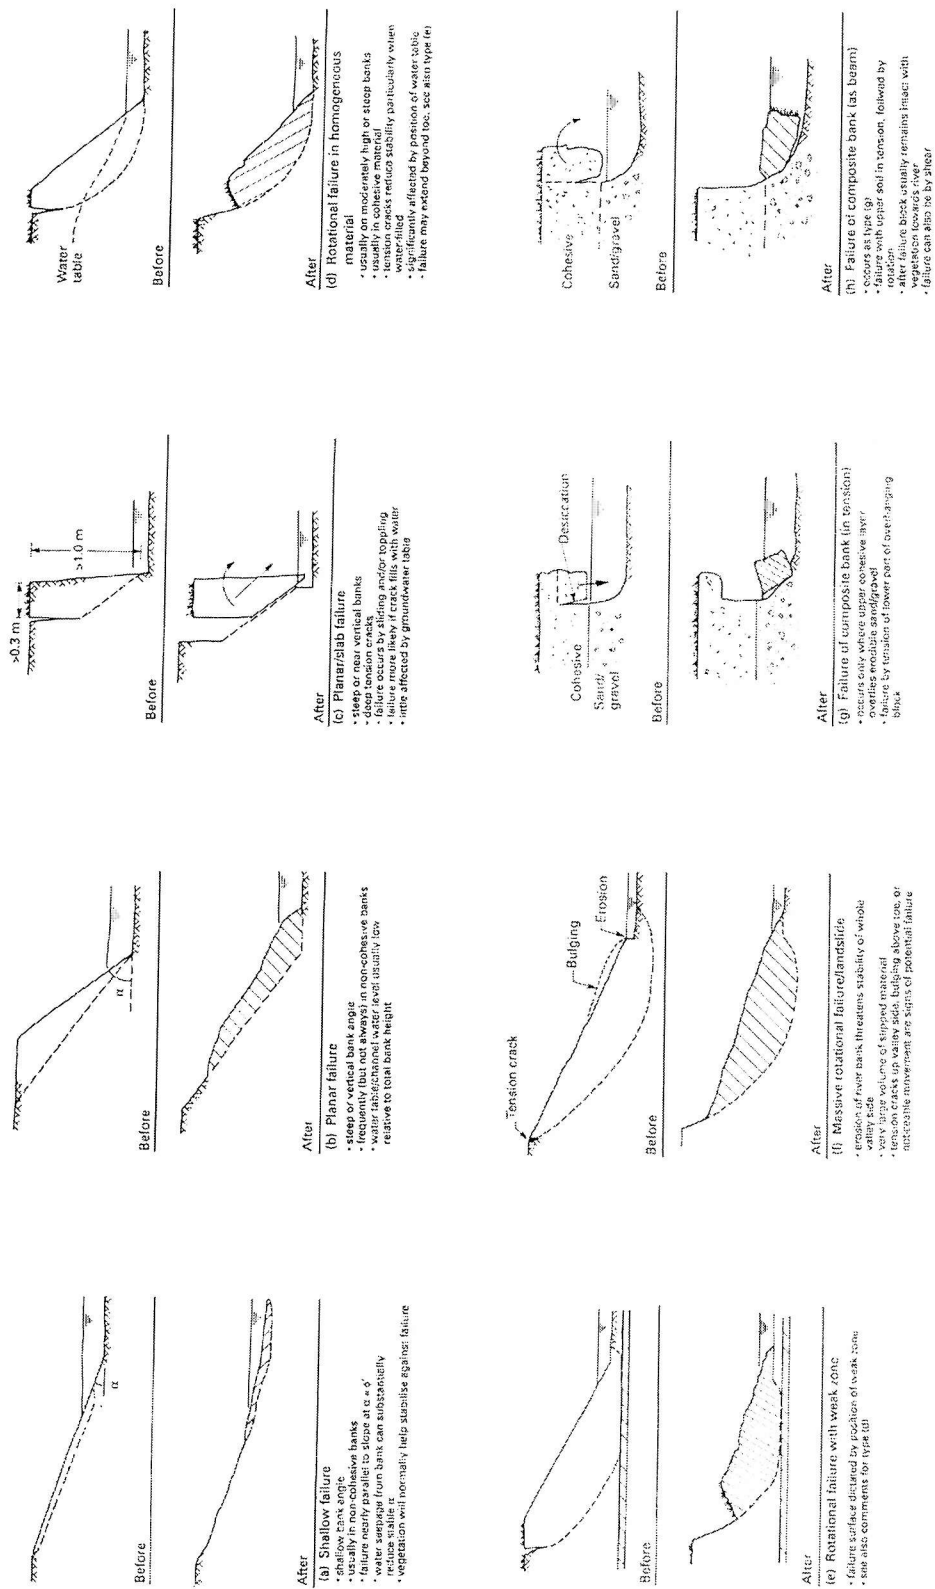 α
Before
After
(a) Shallow failure
• shallow bank angle
• usually in non-cohesive banks
• failure nearly parallel to slope at α ≈ φ'
• water seepage from bank can substantially
reduce stable α
• vegetation will normally help stabilise against failure
α
Before
After
(b) Planar failure
• steep or vertical bank angle
• frequently (but not always) in non-cohesive banks
• water table/channel water level usually low
relative to total bank height
>0.3 m
>1.0 m
Before
After
(c) Planar/slab failure
• steep or near vertical banks
• deep tension cracks
• failure occurs by sliding and/or toppling
• failure more likely if crack fills with water
• little affected by groundwater table
Water
table
Before
After
(d) Rotational failure in homogeneous
material
• usually on moderately high or steep banks
• usually in cohesive material
• tension cracks reduce stability particularly when
water-filled
• significantly affected by position of water table
• failure may extend beyond toe, see also type (e)
Before
After
(e) Rotational failure with weak zone
• failure surface dictated by position of weak zone
• see also comments for type (d)
Tension crack
Bulging
Erosion
Before
After
(f) Massive rotational failure/landslide
• erosion of river bank threatens stability of whole
valley side
• very large volume of slipped material
• tension cracks up valley side, bulging above toe, or
noticeable movement are signs of potential failure
Desiccation
Cohesive
Sand/
gravel
Before
After
(g) Failure of composite bank (in tension)
• occurs only where upper cohesive layer
overlies erodible sand/gravel
• failure by tension of lower part of overhanging
block
Cohesive
Sand/gravel
Before
After
(h) Failure of composite bank (as beam)
• occurs as type (g)
• failure with upper soil in tension, follwad by
rotation
• after failure block usually remains intact with
vegetation towards river
• failure can also be by shear